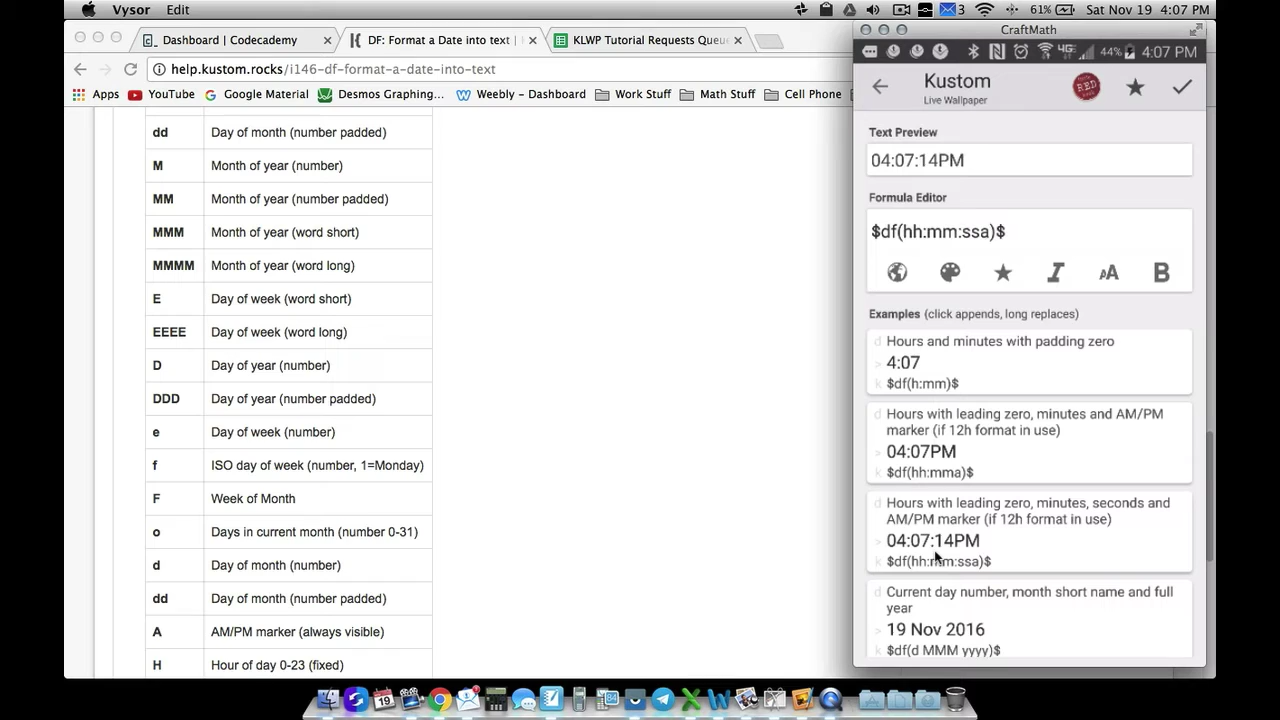 Vysor Edit
3 61% Sat Nov 19 4:07 PM
Dashboard | Codecademy
DF: Format a Date into text |
KLWP Tutorial Requests Queu
help.kustom.rocks/i146-df-format-a-date-into-text
Apps YouTube Google Material Desmos Graphing... Weebly - Dashboard Work Stuff Math Stuff Cell Phone
dd Day of month (number padded)
M Month of year (number)
MM Month of year (number padded)
MMM Month of year (word short)
MMMM Month of year (word long)
E Day of week (word short)
EEEE Day of week (word long)
D Day of year (number)
DDD Day of year (number padded)
e Day of week (number)
f ISO day of week (number, 1=Monday)
F Week of Month
o Days in current month (number 0-31)
d Day of month (number)
dd Day of month (number padded)
A AM/PM marker (always visible)
H Hour of day 0-23 (fixed)
CraftMath
4G 44% 4:07 PM
Kustom
Live Wallpaper
RED
Text Preview
04:07:14PM
Formula Editor
$df(hh:mm:ssa)$
I AA B
Examples (click appends, long replaces)
d Hours and minutes with padding zero
> 4:07
k $df(h:mm)$
d Hours with leading zero, minutes and AM/PM
marker (if 12h format in use)
> 04:07PM
k $df(hh:mma)$
d Hours with leading zero, minutes, seconds and
AM/PM marker (if 12h format in use)
> 04:07:14PM
k $df(hh:mm:ssa)$
d Current day number, month short name and full
year
> 19 Nov 2016
k $df(d MMM yyyy)$
19